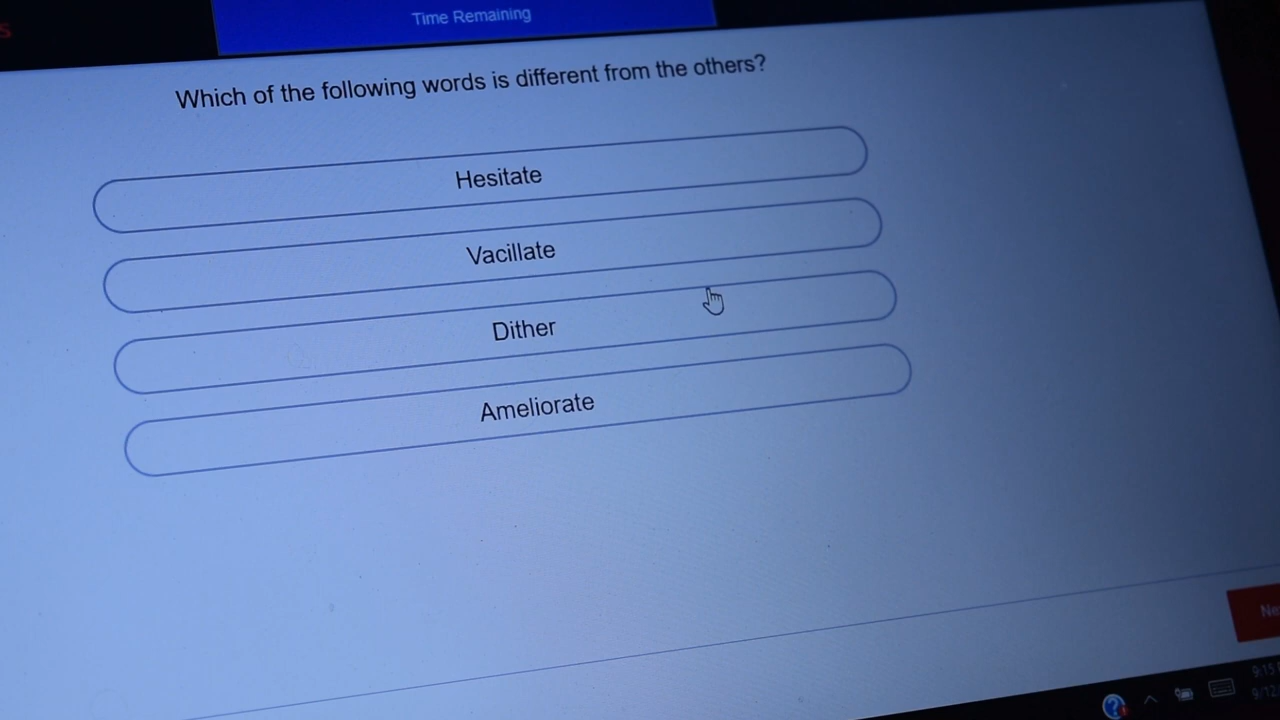 Time Remaining
Which of the following words is different from the others?
Hesitate
Vacillate
Dither
Ameliorate